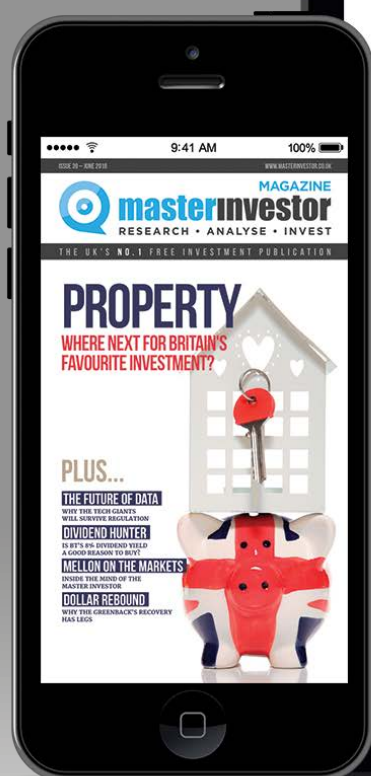 9:41 AM
100%
ISSUE 39 – JUNE 2018
WWW.MASTERINVESTOR.CO.UK
MAGAZINE
masterinvestor
RESEARCH • ANALYSE • INVEST
THE UK'S NO.1 FREE INVESTMENT PUBLICATION
PROPERTY
WHERE NEXT FOR BRITAIN'S
FAVOURITE INVESTMENT?
PLUS...
THE FUTURE OF DATA
WHY THE TECH GIANTS
WILL SURVIVE REGULATION
DIVIDEND HUNTER
IS BT'S 8% DIVIDEND YIELD
A GOOD REASON TO BUY?
MELLON ON THE MARKETS
INSIDE THE MIND OF THE
MASTER INVESTOR
DOLLAR REBOUND
WHY THE GREENBACK'S RECOVERY
HAS LEGS